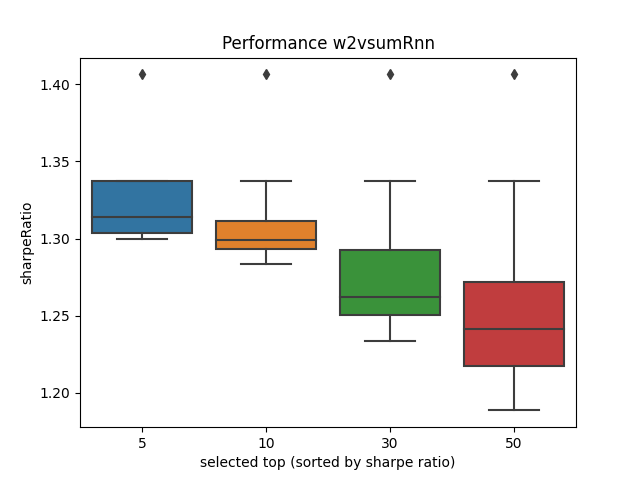 Performance w2vsumRnn
1.40
1.35
1.30
1.25
1.20
sharpeRatio
5 10 30 50
selected top (sorted by sharpe ratio)